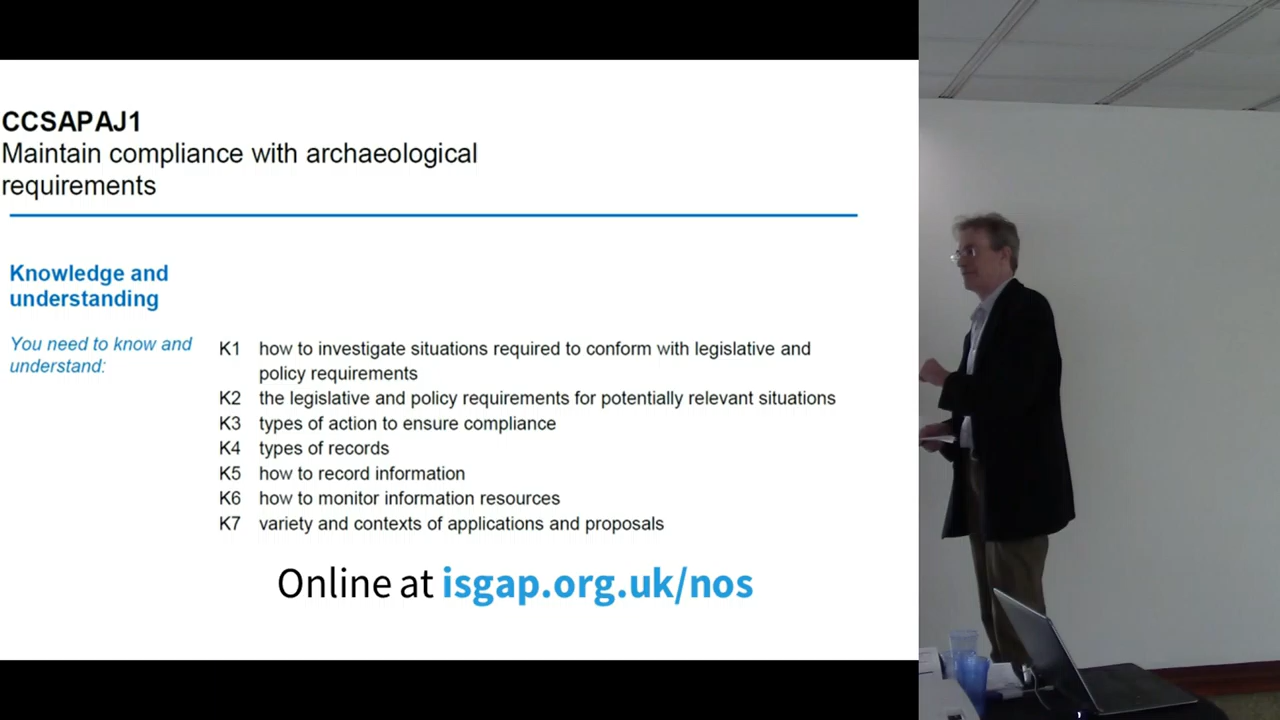 CCSAPAJ1
Maintain compliance with archaeological
requirements
Knowledge and
understanding
You need to know and
understand:
K1 how to investigate situations required to conform with legislative and
policy requirements
K2 the legislative and policy requirements for potentially relevant situations
K3 types of action to ensure compliance
K4 types of records
K5 how to record information
K6 how to monitor information resources
K7 variety and contexts of applications and proposals
Online at isgap.org.uk/nos